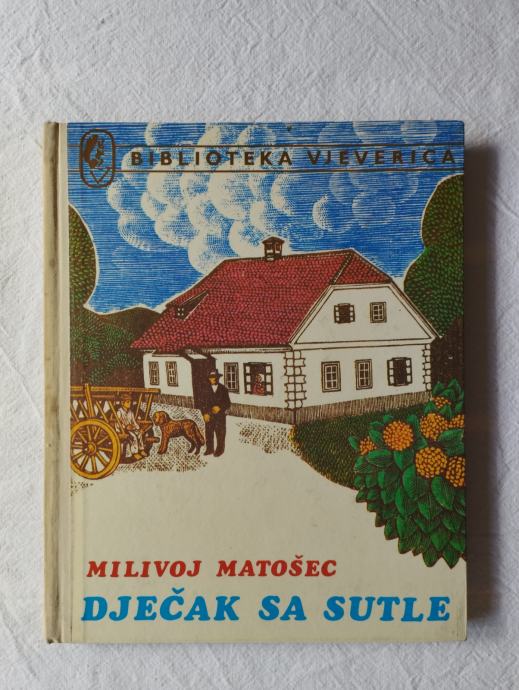 BIBLIOTEKA VJEVERICA
MILIVOJ MATOŠEC
DJEČAK SA SUTLE